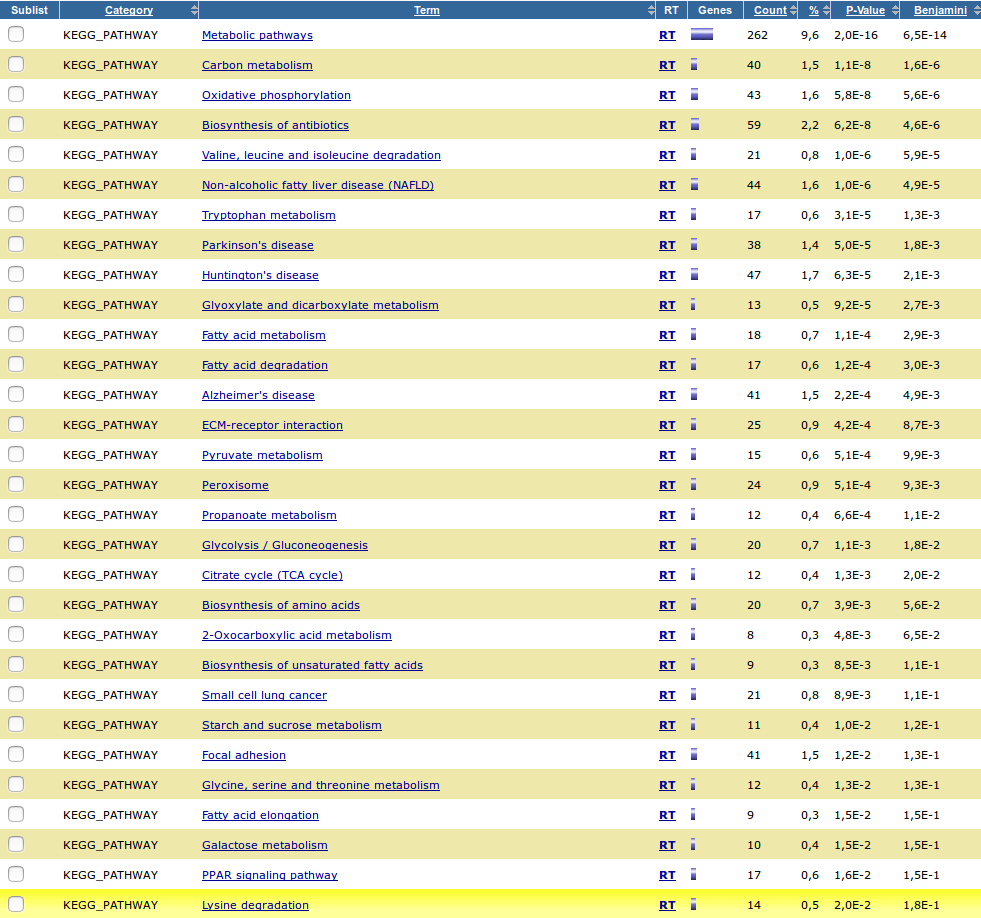 Sublist Category Term RT Genes Count % P-Value Benjamini
KEGG_PATHWAY Metabolic pathways RT 262 9,6 2,0E-16 6,5E-14
KEGG_PATHWAY Carbon metabolism RT 40 1,5 1,1E-8 1,6E-6
KEGG_PATHWAY Oxidative phosphorylation RT 43 1,6 5,8E-8 5,6E-6
KEGG_PATHWAY Biosynthesis of antibiotics RT 59 2,2 6,2E-8 4,6E-6
KEGG_PATHWAY Valine, leucine and isoleucine degradation RT 21 0,8 1,0E-6 5,9E-5
KEGG_PATHWAY Non-alcoholic fatty liver disease (NAFLD) RT 44 1,6 1,0E-6 4,9E-5
KEGG_PATHWAY Tryptophan metabolism RT 17 0,6 3,1E-5 1,3E-3
KEGG_PATHWAY Parkinson's disease RT 38 1,4 5,0E-5 1,8E-3
KEGG_PATHWAY Huntington's disease RT 47 1,7 6,3E-5 2,1E-3
KEGG_PATHWAY Glyoxylate and dicarboxylate metabolism RT 13 0,5 9,2E-5 2,7E-3
KEGG_PATHWAY Fatty acid metabolism RT 18 0,7 1,1E-4 2,9E-3
KEGG_PATHWAY Fatty acid degradation RT 17 0,6 1,2E-4 3,0E-3
KEGG_PATHWAY Alzheimer's disease RT 41 1,5 2,2E-4 4,9E-3
KEGG_PATHWAY ECM-receptor interaction RT 25 0,9 4,2E-4 8,7E-3
KEGG_PATHWAY Pyruvate metabolism RT 15 0,6 5,1E-4 9,9E-3
KEGG_PATHWAY Peroxisome RT 24 0,9 5,1E-4 9,3E-3
KEGG_PATHWAY Propanoate metabolism RT 12 0,4 6,6E-4 1,1E-2
KEGG_PATHWAY Glycolysis / Gluconeogenesis RT 20 0,7 1,1E-3 1,8E-2
KEGG_PATHWAY Citrate cycle (TCA cycle) RT 12 0,4 1,3E-3 2,0E-2
KEGG_PATHWAY Biosynthesis of amino acids RT 20 0,7 3,9E-3 5,6E-2
KEGG_PATHWAY 2-Oxocarboxylic acid metabolism RT 8 0,3 4,8E-3 6,5E-2
KEGG_PATHWAY Biosynthesis of unsaturated fatty acids RT 9 0,3 8,5E-3 1,1E-1
KEGG_PATHWAY Small cell lung cancer RT 21 0,8 8,9E-3 1,1E-1
KEGG_PATHWAY Starch and sucrose metabolism RT 11 0,4 1,0E-2 1,2E-1
KEGG_PATHWAY Focal adhesion RT 41 1,5 1,2E-2 1,3E-1
KEGG_PATHWAY Glycine, serine and threonine metabolism RT 12 0,4 1,3E-2 1,3E-1
KEGG_PATHWAY Fatty acid elongation RT 9 0,3 1,5E-2 1,5E-1
KEGG_PATHWAY Galactose metabolism RT 10 0,4 1,5E-2 1,5E-1
KEGG_PATHWAY PPAR signaling pathway RT 17 0,6 1,6E-2 1,5E-1
KEGG_PATHWAY Lysine degradation RT 14 0,5 2,0E-2 1,8E-1